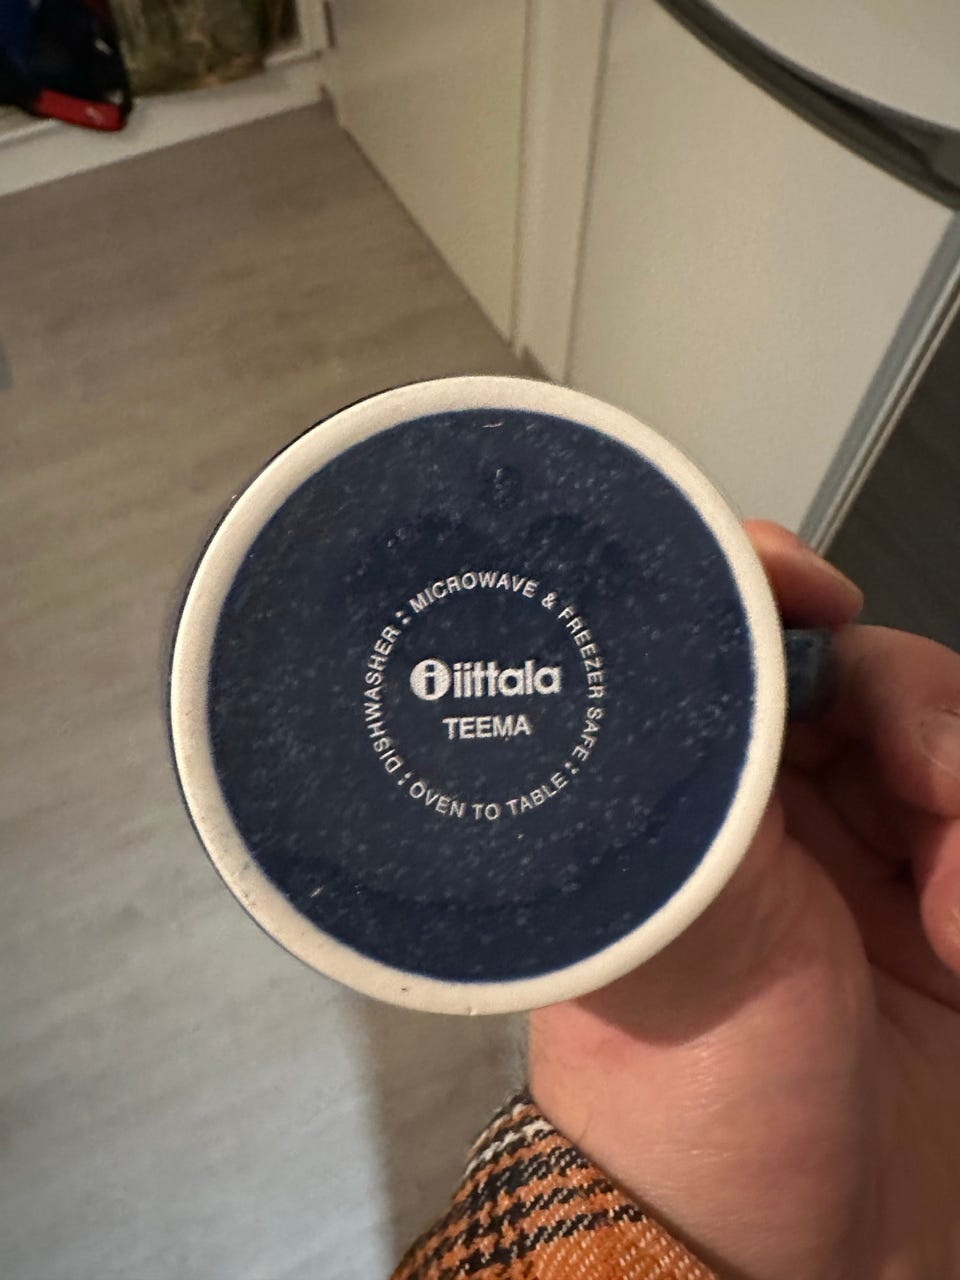 MICROWAVE & FREEZER SAFE : OVEN TO TABLE : DISHWASHER :
iittala
TEEMA